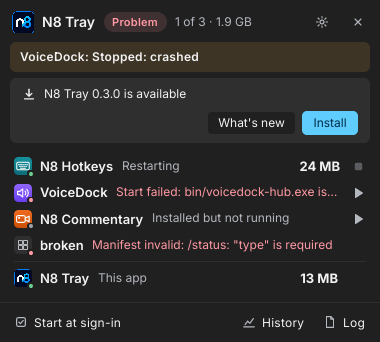 n8 N8 Tray Problem 1 of 3 · 1.9 GB
VoiceDock: Stopped: crashed
N8 Tray 0.3.0 is available
What's new Install
N8 Hotkeys Restarting 24 MB
VoiceDock Start failed: bin/voicedock-hub.exe is...
N8 Commentary Installed but not running
broken Manifest invalid: /status: "type" is required
n8 N8 Tray This app 13 MB
Start at sign-in History Log